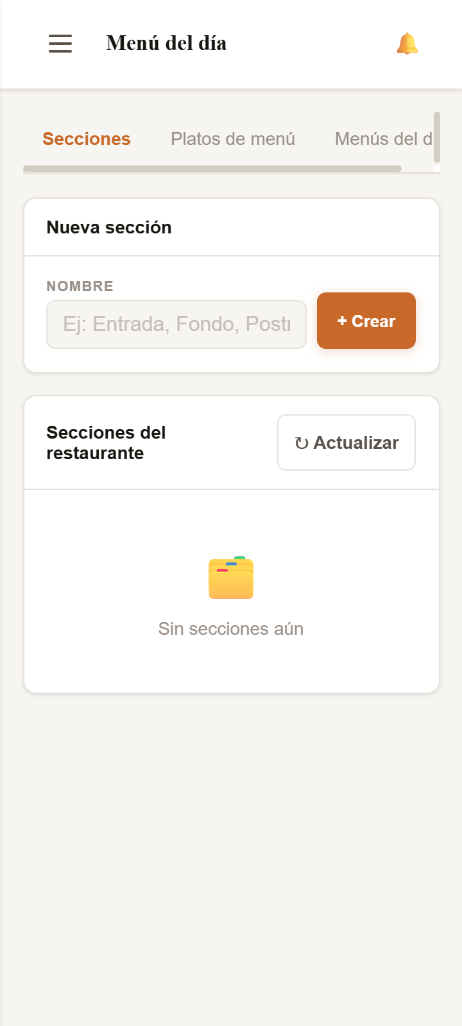 Menú del día
Secciones Platos de menú Menús del d
Nueva sección
NOMBRE
Ej: Entrada, Fondo, Postr
+ Crear
Secciones del
restaurante
↻ Actualizar
Sin secciones aún